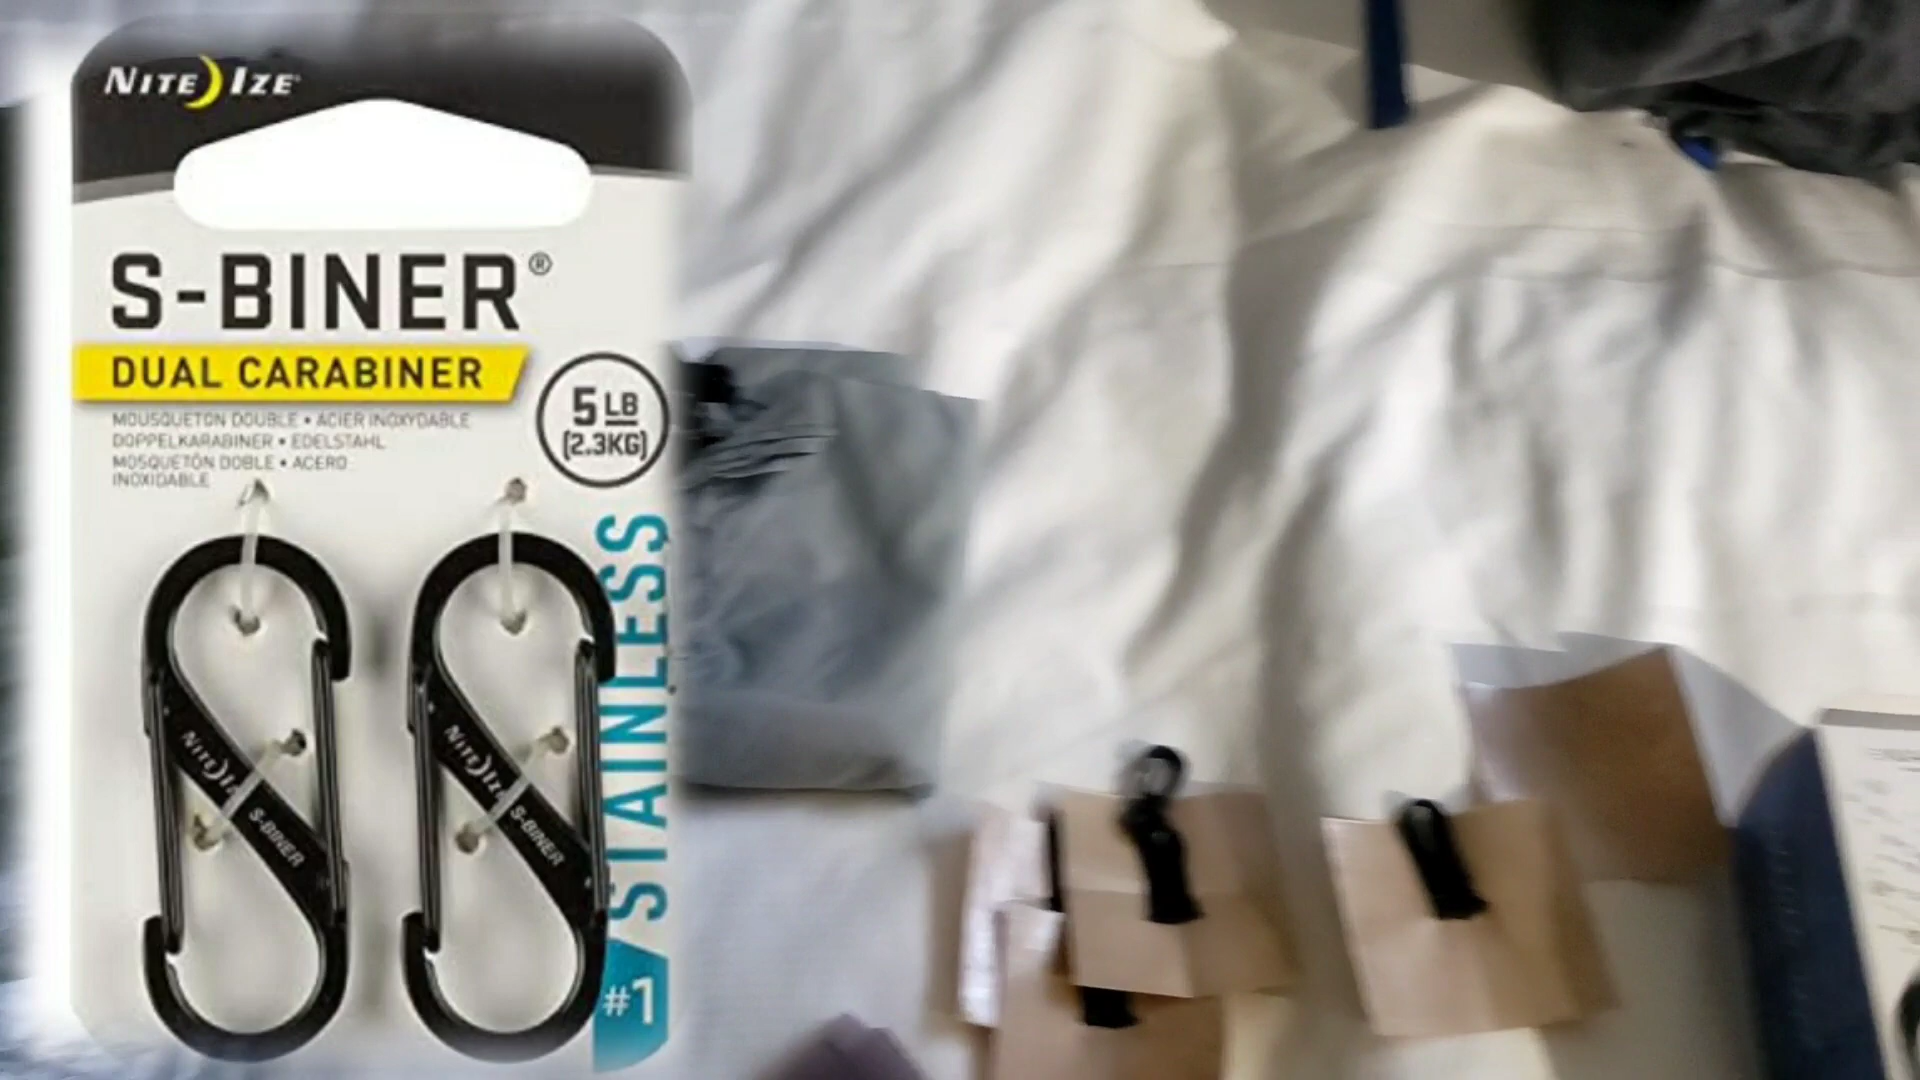 NITE IZE
S-BINER®
DUAL CARABINER
5 LB
(2.3KG)
MOUSQUETON DOUBLE • ACIER INOXYDABLE
DOPPELKARABINER • EDELSTAHL
MOSQUETÓN DOBLE • ACERO
INOXIDABLE
STAINLESS
NITE IZE
S-BINER
NITE IZE
S-BINER
#1